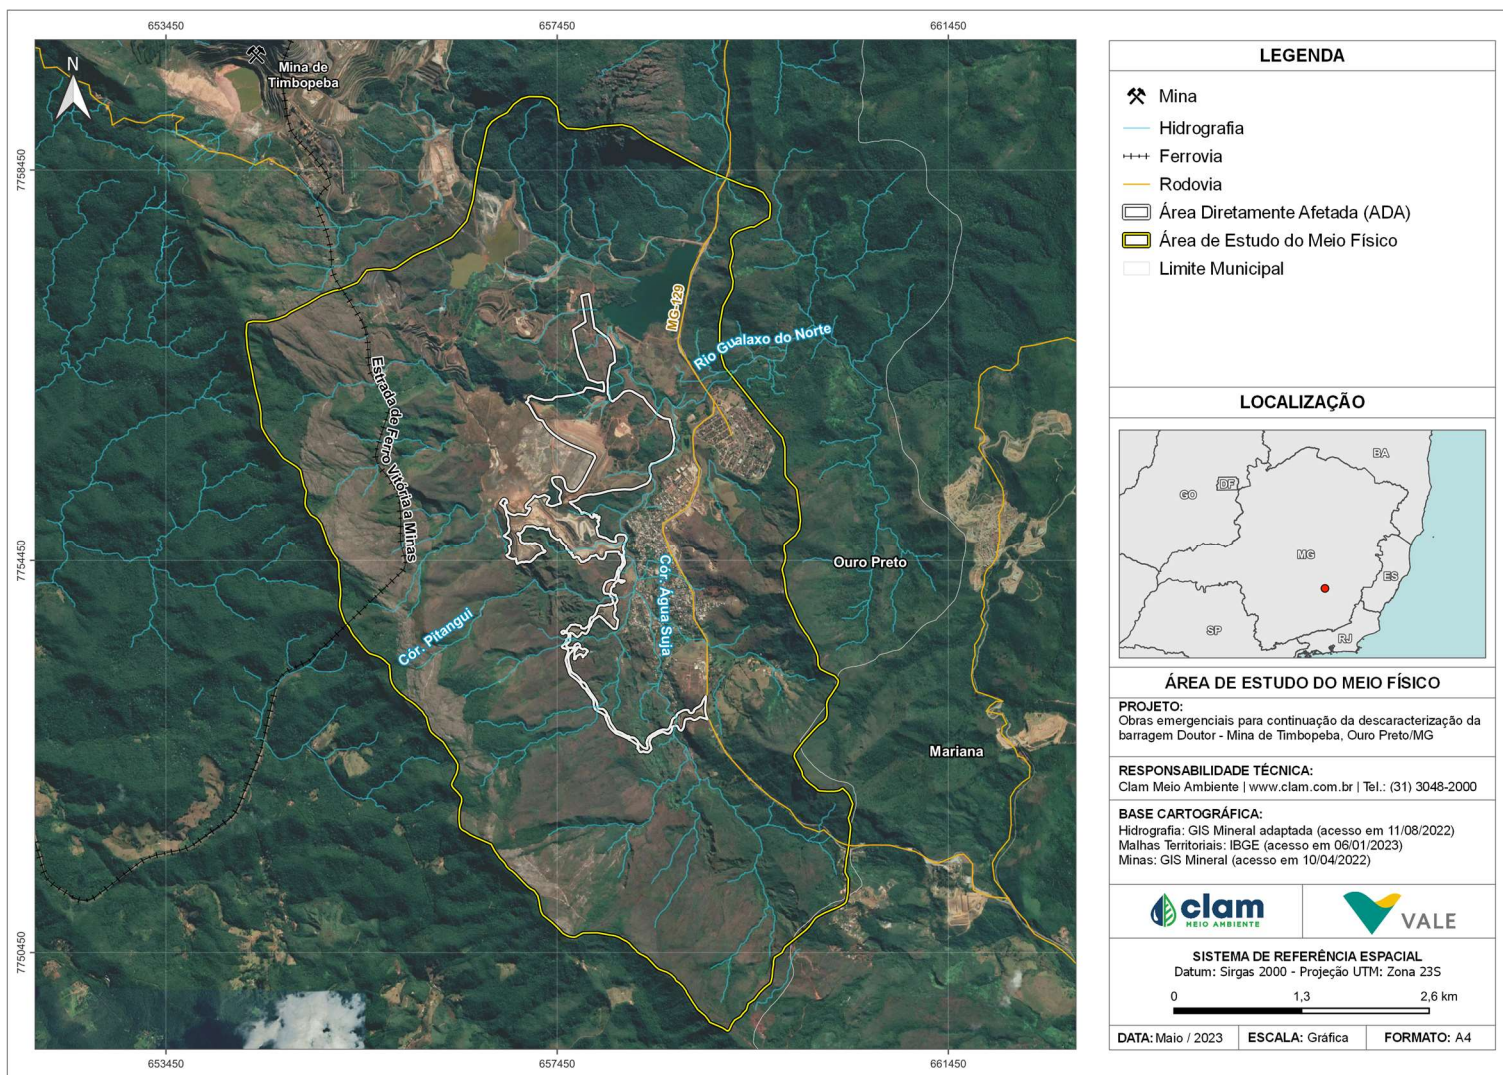 653450
657450
661450
7758450
7754450
7750450
N
Mina de
Timbopeba
MG-129
Rio Gualaxo do Norte
Estrada de Ferro Vitória a Minas
Cór. Água Suja
Cór. Pitangui
Ouro Preto
Mariana
653450
657450
661450
LEGENDA
Mina
Hidrografia
Ferrovia
Rodovia
Área Diretamente Afetada (ADA)
Área de Estudo do Meio Físico
Limite Municipal
LOCALIZAÇÃO
BA
GO
DF
MG
ES
SP
RJ
ÁREA DE ESTUDO DO MEIO FÍSICO
PROJETO:
Obras emergenciais para continuação da descaracterização da
barragem Doutor - Mina de Timbopeba, Ouro Preto/MG
RESPONSABILIDADE TÉCNICA:
Clam Meio Ambiente | www.clam.com.br | Tel.: (31) 3048-2000
BASE CARTOGRÁFICA:
Hidrografia: GIS Mineral adaptada (acesso em 11/08/2022)
Malhas Territoriais: IBGE (acesso em 06/01/2023)
Minas: GIS Mineral (acesso em 10/04/2022)
clam
MEIO AMBIENTE
VALE
SISTEMA DE REFERÊNCIA ESPACIAL
Datum: Sirgas 2000 - Projeção UTM: Zona 23S
0 1,3 2,6 km
DATA: Maio / 2023 ESCALA: Gráfica FORMATO: A4